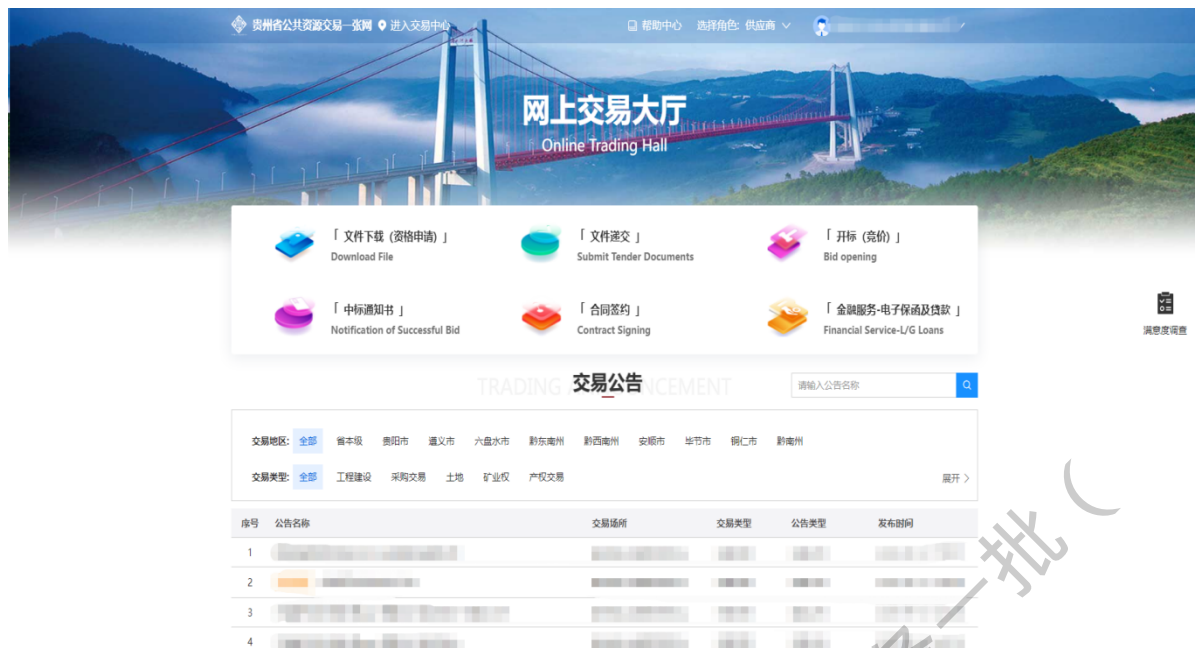 贵州省公共资源交易一张网 进入交易中心 帮助中心 选择角色: 供应商
网上交易大厅
Online Trading Hall
「 文件下载 (资格申请) 」 「 文件递交 」 「 开标 (竞价) 」
Download File Submit Tender Documents Bid opening
「 中标通知书 」 「 合同签约 」 「 金融服务-电子保函及贷款 」
Notification of Successful Bid Contract Signing Financial Service-L/G Loans
满意度调查
交易公告 请输入公告名称
交易地区: 全部 省本级 贵阳市 遵义市 六盘水市 黔东南州 黔西南州 安顺市 毕节市 铜仁市 黔南州
交易类型: 全部 工程建设 采购交易 土地 矿业权 产权交易 展开
序号 公告名称 交易场所 交易类型 公告类型 发布时间
1
2
3
4
一批（